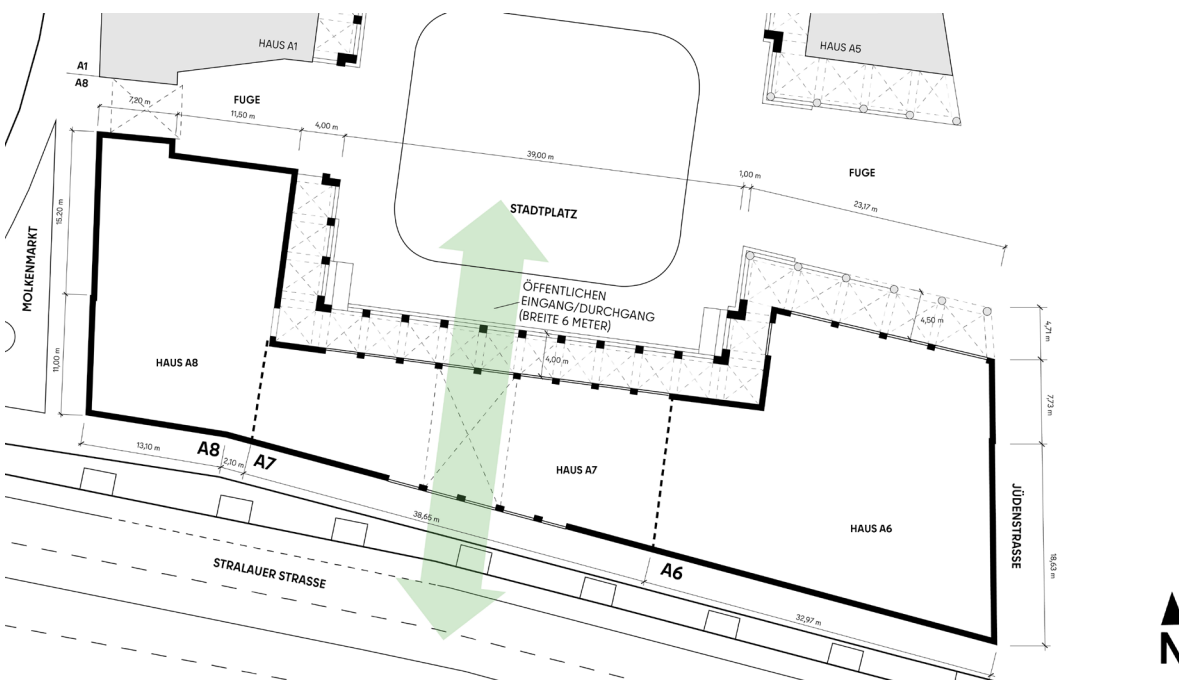 HAUS A1
HAUS A5
A1
A8
7,20 m
FUGE
11,50 m
4,00 m
39,00 m
1,00 m
FUGE
23,17 m
15,20 m
MOLKENMARKT
STADTPLATZ
ÖFFENTLICHEN
EINGANG/DURCHGANG
(BREITE 6 METER)
4,50 m
4,71 m
4,00 m
11,00 m
HAUS A8
7,73 m
13,10 m
A8
2,10 m
A7
HAUS A7
38,65 m
HAUS A6
JÜDENSTRASSE
18,63 m
STRALAUER STRASSE
A6
32,97 m
N